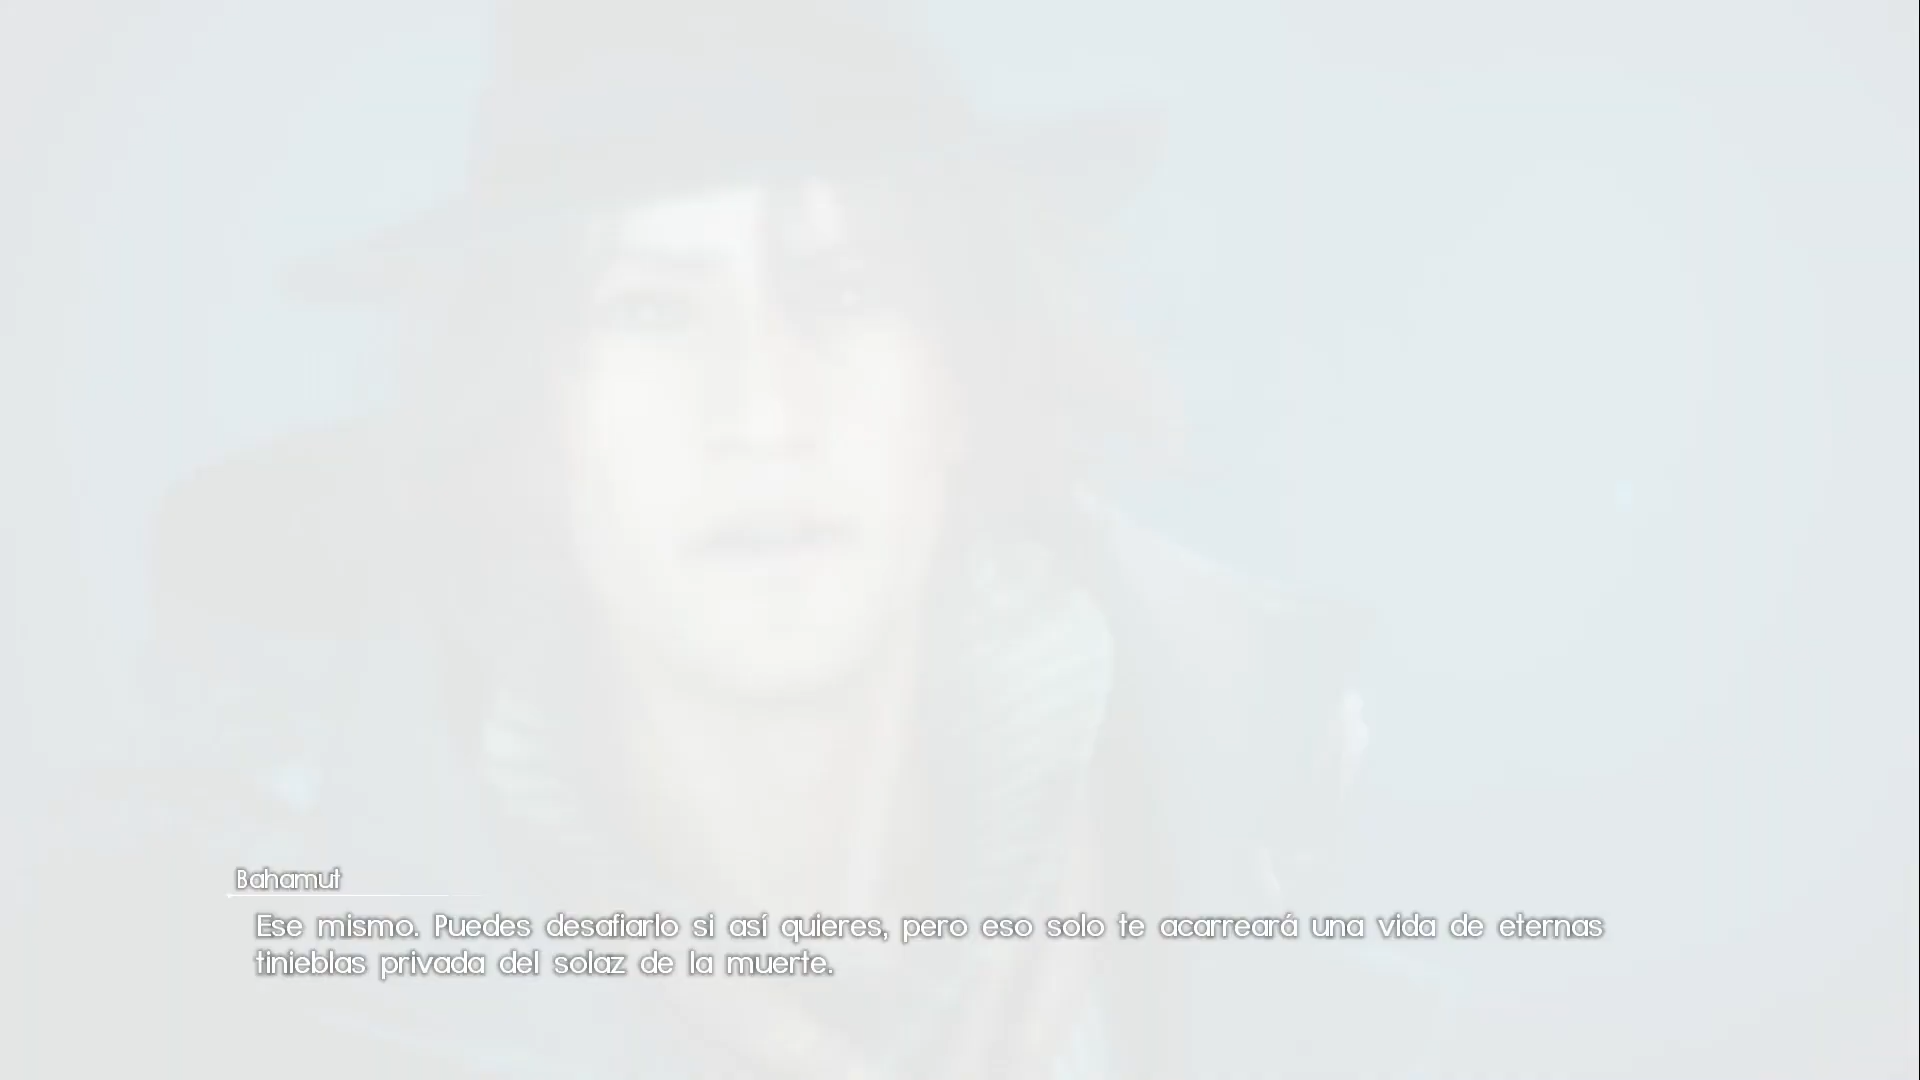 Bahamut
Ese mismo. Puedes desafiarlo si así quieres, pero eso solo te acarreará una vida de eternas
tinieblas privada del solaz de la muerte.